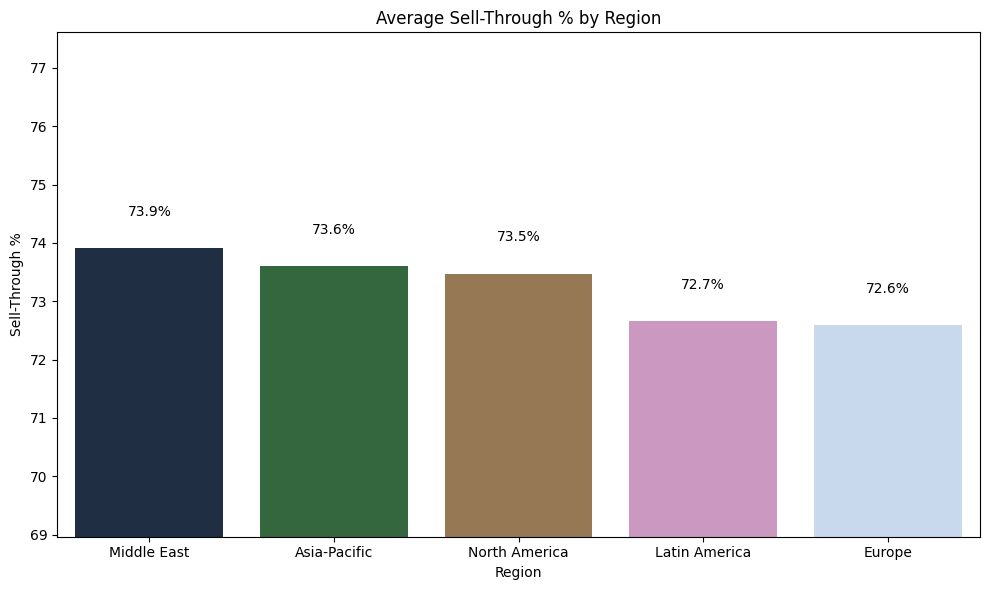 Average Sell-Through % by Region
Sell-Through %
77
76
75
74
73
72
71
70
69
73.9%
73.6%
73.5%
72.7%
72.6%
Middle East
Asia-Pacific
North America
Latin America
Europe
Region